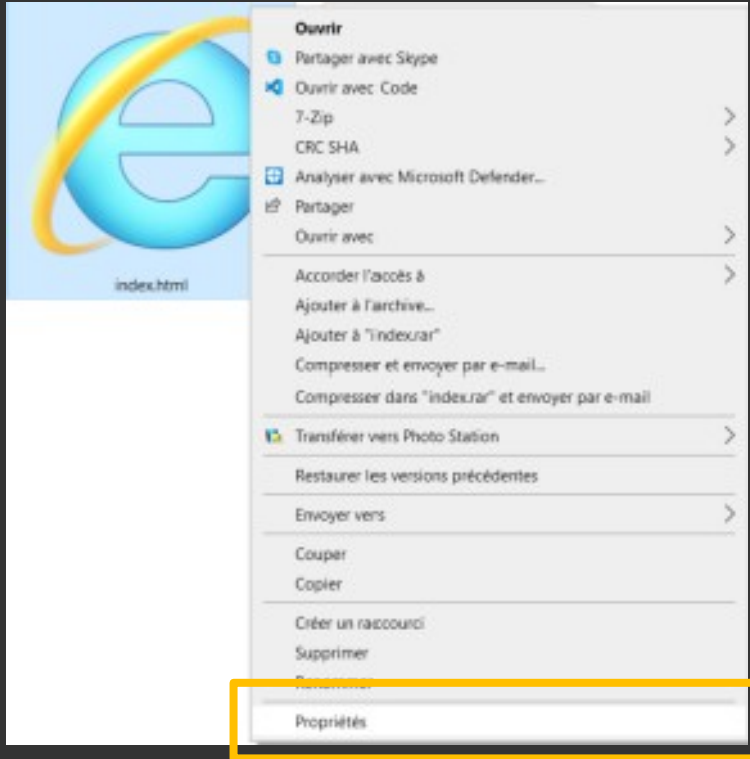 Ouvrir
Partager avec Skype
Ouvrir avec Code
7-Zip
CRC SHA
Analyser avec Microsoft Defender...
Partager
Ouvrir avec
index.html
Accorder l'accès à
Ajouter à l'archive...
Ajouter à "index.rar"
Compresser et envoyer par e-mail...
Compresser dans "index.rar" et envoyer par e-mail
Transférer vers Photo Station
Restaurer les versions précédentes
Envoyer vers
Couper
Copier
Créer un raccourci
Supprimer
Renommer
Propriétés